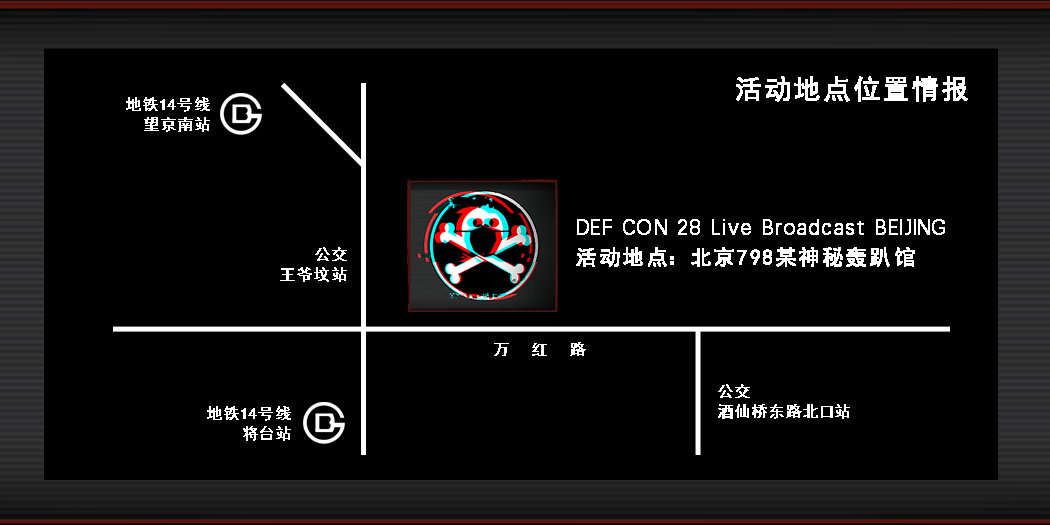 活动地点位置情报
地铁14号线
望京南站
DEF CON 28 Live Broadcast BEIJING
活动地点：北京798某神秘轰趴馆
公交
王爷坟站
万 红 路
公交
酒仙桥东路北口站
地铁14号线
将台站